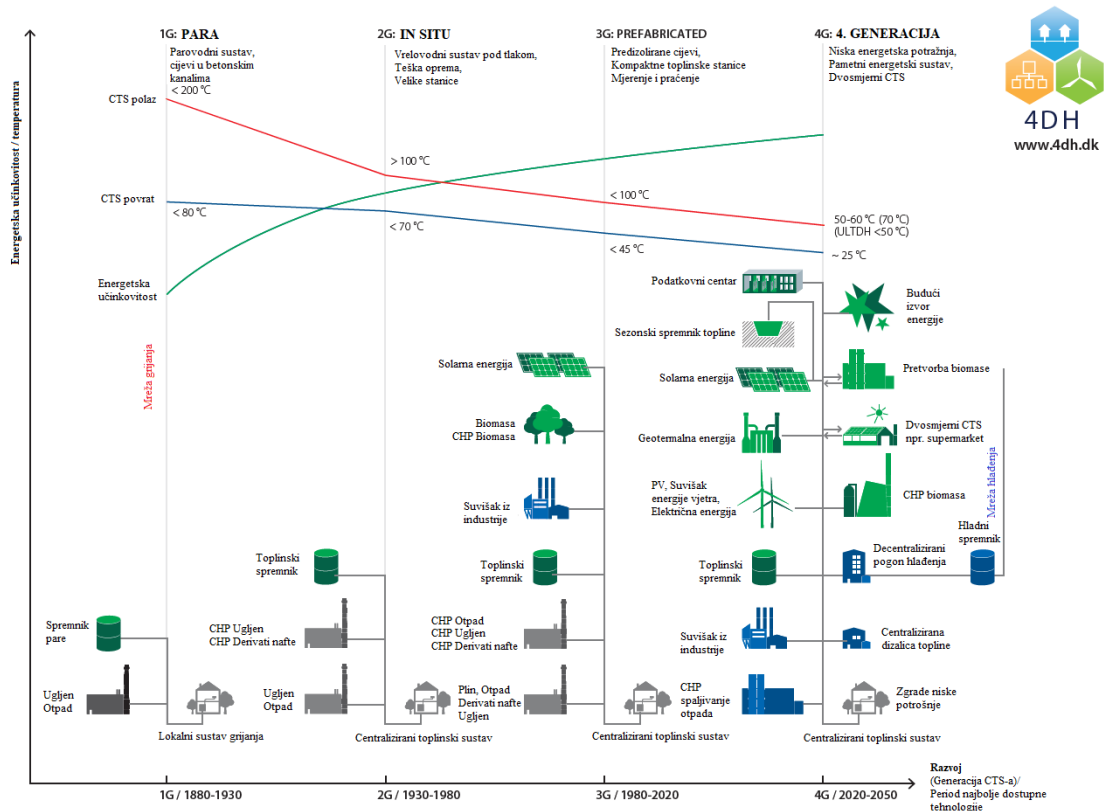 1G: PARA
Parovodni sustav,
cijevi u betonskim
kanalima
2G: IN SITU
Vrelovodni sustav pod tlakom,
Teška oprema,
Velike stanice
3G: PREFABRICATED
Predizolirane cijevi,
Kompaktne toplinske stanice
Mjerenje i praćenje
4G: 4. GENERACIJA
Niska energetska potražnja,
Pametni energetski sustav,
Dvosmjerni CTS
4DH
www.4dh.dk
Energetska učinkovitost / temperatura
CTS polaz
< 200 °C
> 100 °C
< 100 °C
50-60 °C (70 °C)
(ULTDH <50 °C)
CTS povrat
< 80 °C
< 70 °C
< 45 °C
~ 25 °C
Energetska
učinkovitost
Mreža grijanja
Podatkovni centar
Budući
izvor
energije
Sezonski spremnik topline
Solarna energija
Solarna energija
Pretvorba biomase
Biomasa
CHP Biomasa
Geotermalna energija
Dvosmjerni CTS
npr. supermarket
Mreža hlađenja
Suvišak iz
industrije
PV, Suvišak
energije vjetra,
Električna energija
CHP biomasa
Hladni
spremnik
Toplinski
spremnik
Toplinski
spremnik
Toplinski
spremnik
Decentralizirani
pogon hlađenja
Spremnik
pare
CHP Ugljen
CHP Derivati nafte
CHP Otpad
CHP Ugljen
CHP Derivati nafte
Suvišak iz
industrije
Centralizirana
dizalica topline
Ugljen
Otpad
Ugljen
Otpad
Plin, Otpad
Derivati nafte
Ugljen
CHP
spaljivanje
otpada
Zgrade niske
potrošnje
Lokalni sustav grijanja
Centralizirani toplinski sustav
Centralizirani toplinski sustav
Centralizirani toplinski sustav
1G / 1880-1930
2G / 1930-1980
3G / 1980-2020
4G / 2020-2050
Razvoj
(Generacija CTS-a)/
Period najbolje dostupne
tehnologije